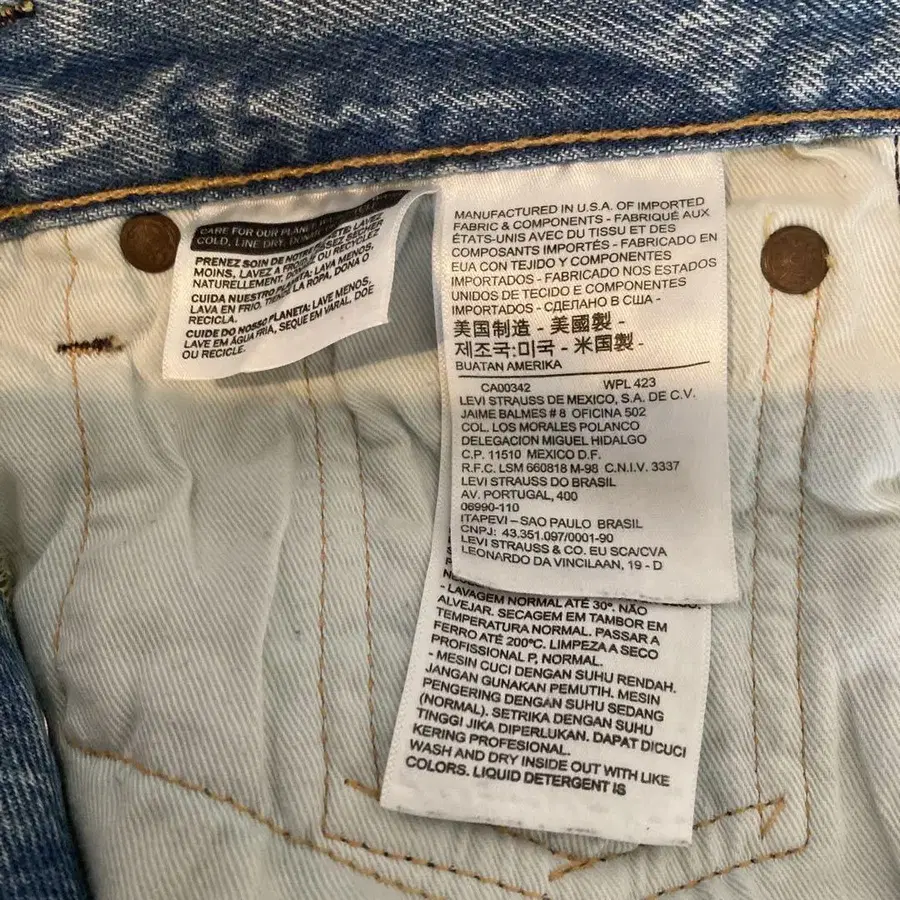 CARE FOR OUR PLANET:
COLD, LINE DRY,
PRENEZ SOIN DE NOTRE PLANETE: LAVEZ
MOINS, LAVEZ A FROID, SECHER
NATURELLEMENT, OU RECYCLEZ
CUIDA NUESTRO PLANETA: LAVA MENOS,
LAVA EN FRIO, TIENDE LA ROPA, DONA O
RECICLA.
CUIDE DO NOSSO PLANETA: LAVE MENOS,
LAVE EM ÁGUA FRIA, SEQUE EM VARAL, DOE
OU RECICLE.
MANUFACTURED IN U.S.A. OF IMPORTED
FABRIC & COMPONENTS - FABRIQUÉ AUX
ÉTATS-UNIS AVEC DU TISSU ET DES
COMPOSANTS IMPORTÉS - FABRICADO EN
EUA CON TEJIDO Y COMPONENTES
IMPORTADOS - FABRICADO NOS ESTADOS
UNIDOS DE TECIDO E COMPONENTES
IMPORTADOS - СДЕЛАНО В США -
美国制造 - 美國製 -
제조국:미국 - 米国製 -
BUATAN AMERIKA
CA00342 WPL 423
LEVI STRAUSS DE MEXICO, S.A. DE C.V.
JAIME BALMES # 8 OFICINA 502
COL. LOS MORALES POLANCO
DELEGACION MIGUEL HIDALGO
C.P. 11510 MEXICO D.F.
R.F.C. LSM 660818 M-98 C.N.I.V. 3337
LEVI STRAUSS DO BRASIL
AV. PORTUGAL, 400
06990-110
ITAPEVI – SAO PAULO BRASIL
CNPJ: 43.351.097/0001-90
LEVI STRAUSS & CO. EU SCA/CVA
LEONARDO DA VINCILAAN, 19 - D
- LAVAGEM NORMAL ATÉ 30º. NÃO
ALVEJAR. SECAGEM EM TAMBOR EM
TEMPERATURA NORMAL. PASSAR A
FERRO ATÉ 200ºC. LIMPEZA A SECO
PROFISSIONAL P, NORMAL.
- MESIN CUCI DENGAN SUHU RENDAH.
JANGAN GUNAKAN PEMUTIH. MESIN
PENGERING DENGAN SUHU SEDANG
(NORMAL). SETRIKA DENGAN SUHU
TINGGI JIKA DIPERLUKAN. DAPAT DICUCI
KERING PROFESIONAL.
WASH AND DRY INSIDE OUT WITH LIKE
COLORS. LIQUID DETERGENT IS